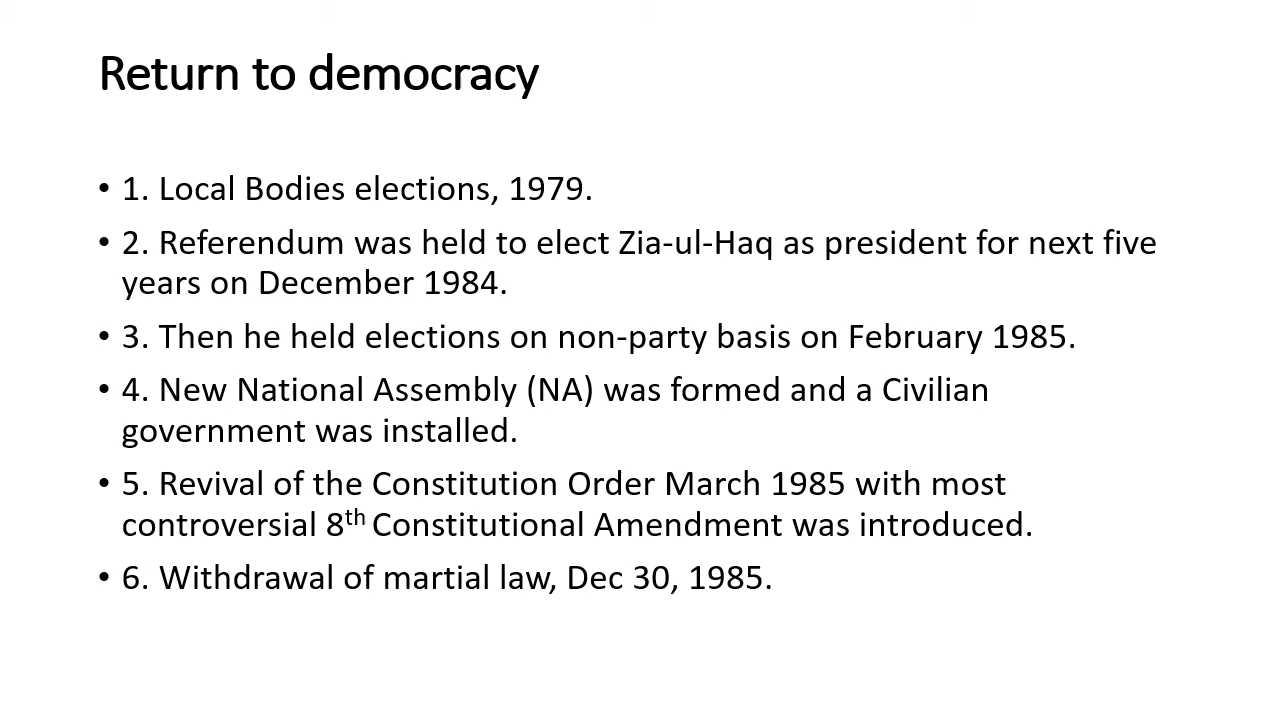 Return to democracy
• 1. Local Bodies elections, 1979.
• 2. Referendum was held to elect Zia-ul-Haq as president for next five
years on December 1984.
• 3. Then he held elections on non-party basis on February 1985.
• 4. New National Assembly (NA) was formed and a Civilian
government was installed.
• 5. Revival of the Constitution Order March 1985 with most
controversial 8th Constitutional Amendment was introduced.
• 6. Withdrawal of martial law, Dec 30, 1985.